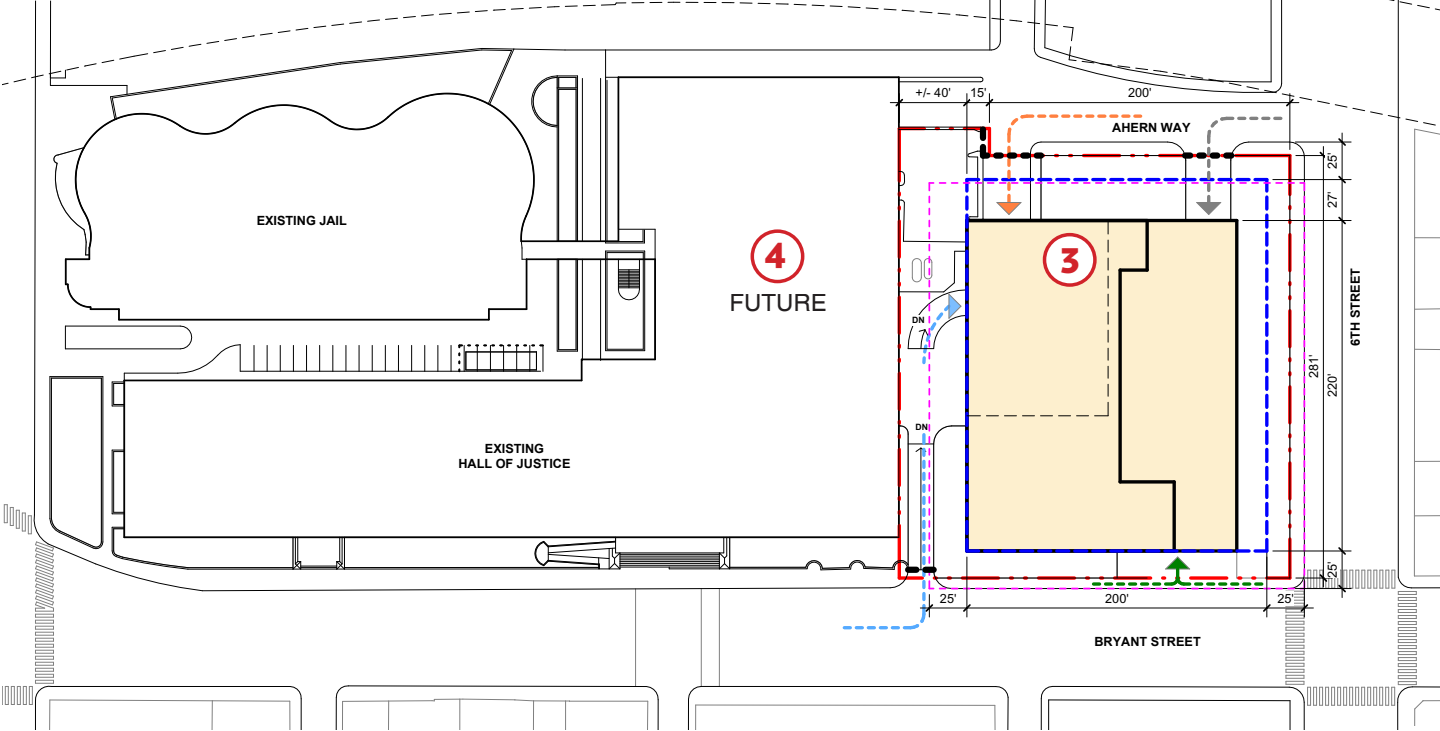 +/- 40'
15'
200'
AHERN WAY
25'
27'
EXISTING JAIL
4
FUTURE
3
6TH STREET
DN
281'
220'
DN
EXISTING
HALL OF JUSTICE
25'
25'
200'
25'
BRYANT STREET